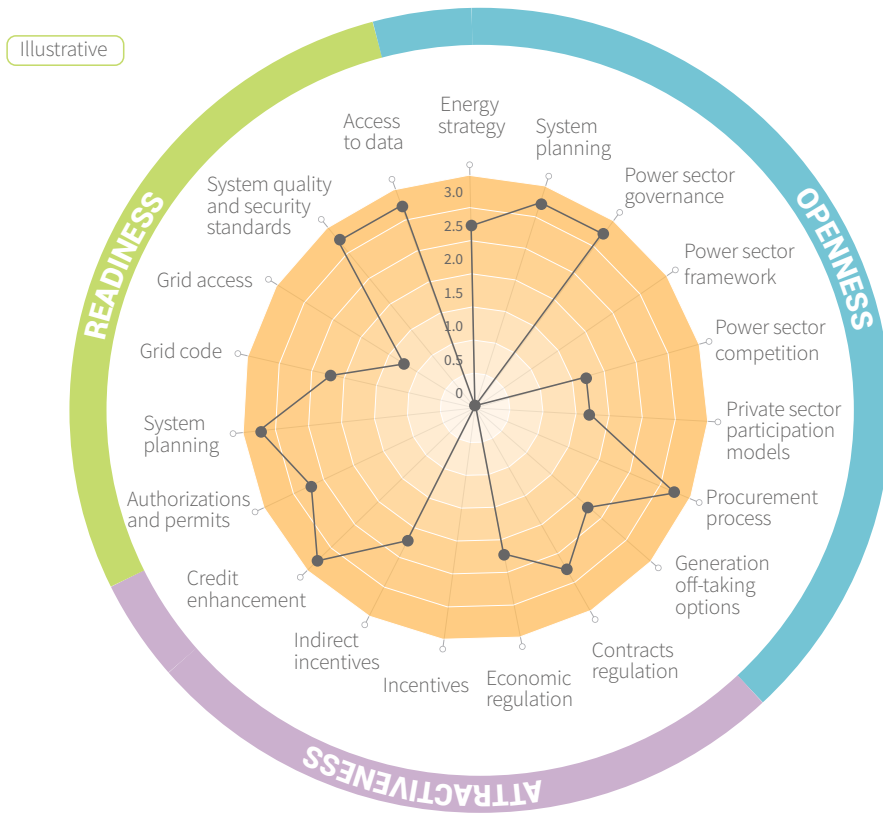 Illustrative
READINESS
OPENNESS
ATTRACTIVENESS
Energy
strategy
System
planning
Power sector
governance
Power sector
framework
Power sector
competition
Private sector
participation
models
Procurement
process
Generation
off-taking
options
Contracts
regulation
Economic
regulation
Incentives
Indirect
incentives
Credit
enhancement
Authorizations
and permits
System
planning
Grid code
Grid access
System quality
and security
standards
Access
to data
3.0
2.5
2.0
1.5
1.0
0.5
0